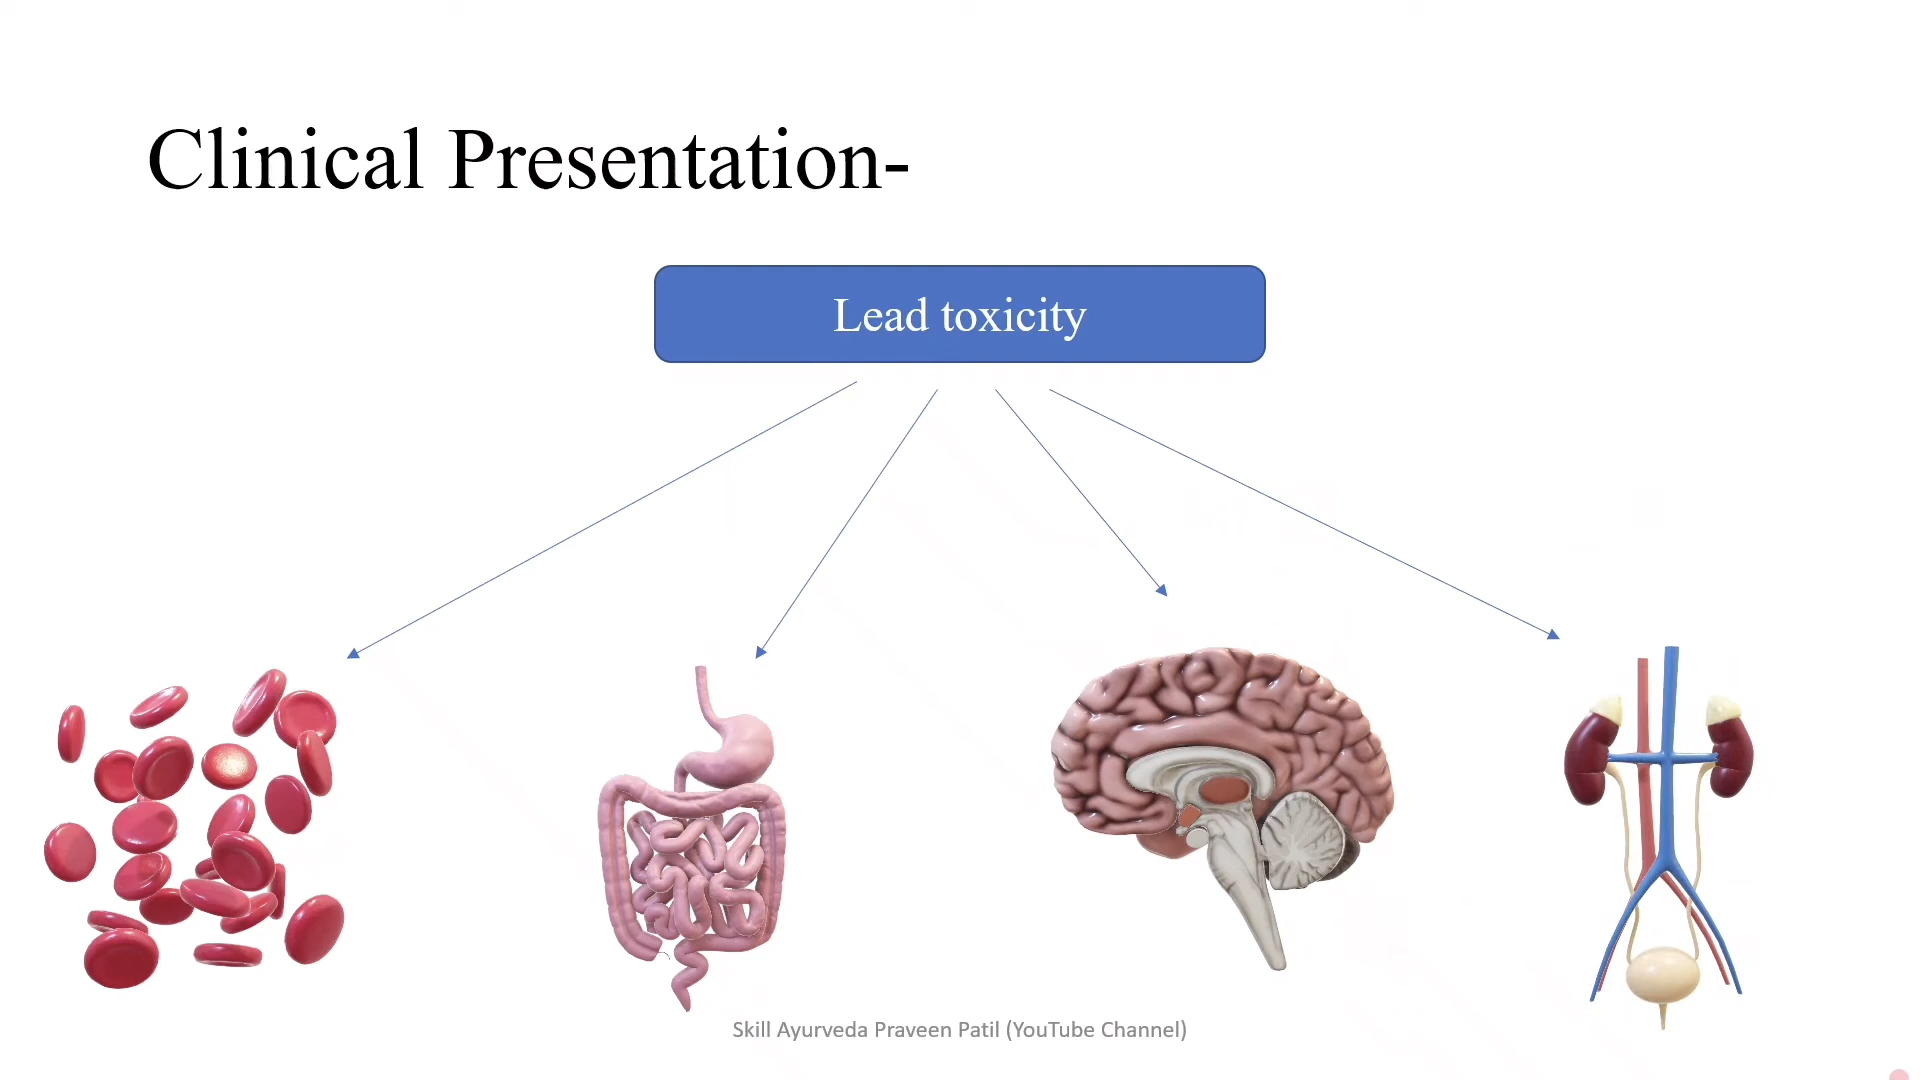 Clinical Presentation-
Lead toxicity
Skill Ayurveda Praveen Patil (YouTube Channel)